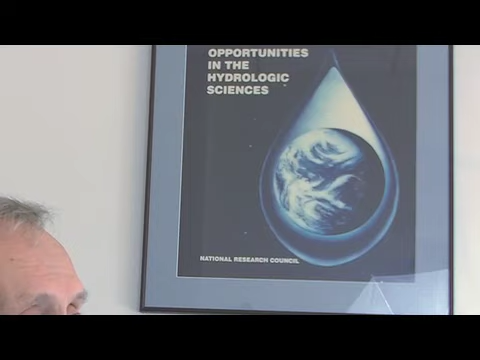 OPPORTUNITIES
IN THE
HYDROLOGIC
SCIENCES
NATIONAL RESEARCH COUNCIL